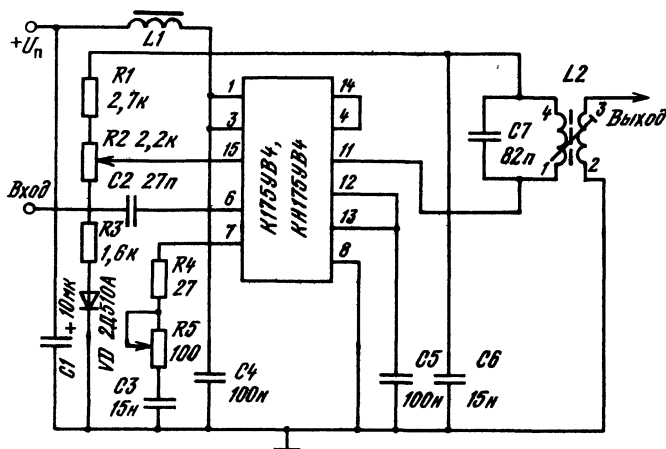 +Uп
L1
R1
2,7к
R2 2,2к
C2 27п
Вход
R3
1,6к
C1
+ 10мк
VD 2Д510А
R4
27
R5
100
C3
15н
C4
100н
1
3
15
6
7
К175УВ4,
КН175УВ4
14
4
11
12
13
8
C5
100н
C6
15н
C7
82п
L2
4
3
1
2
Выход